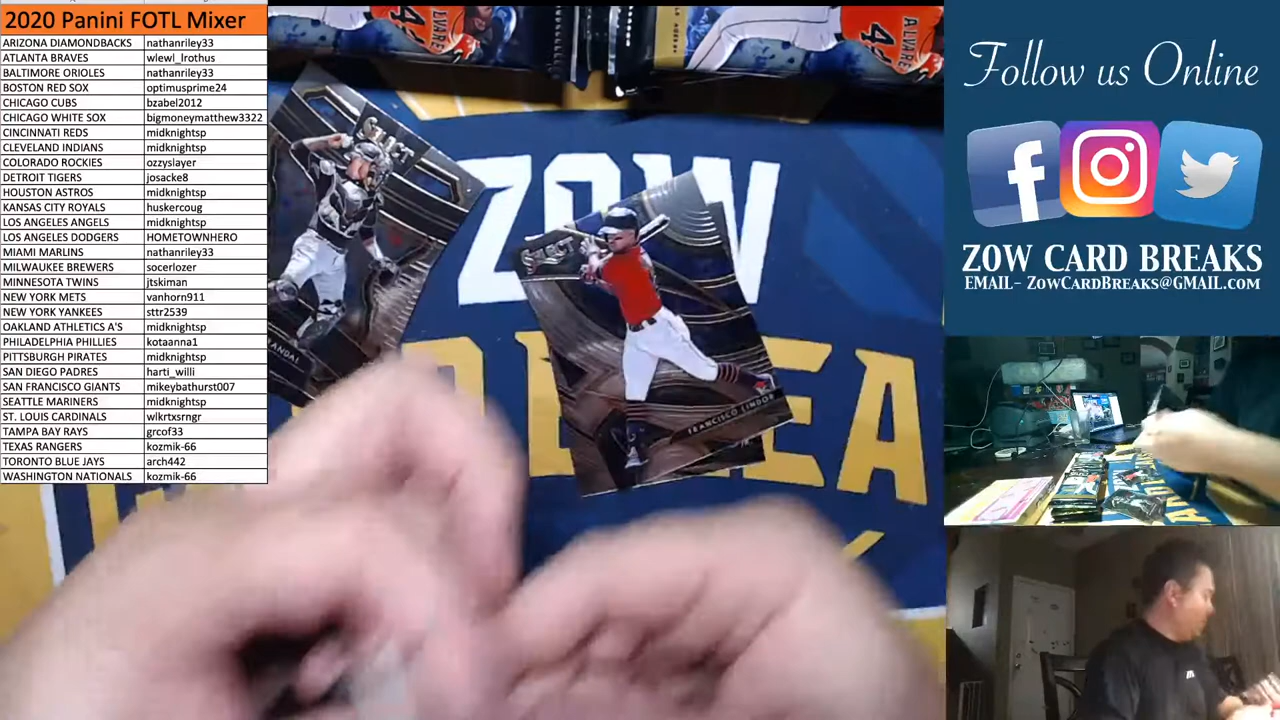 2020 Panini FOTL Mixer
ARIZONA DIAMONDBACKS nathanriley33
ATLANTA BRAVES wlewl_lrothus
BALTIMORE ORIOLES nathanriley33
BOSTON RED SOX optimusprime24
CHICAGO CUBS bzabel2012
CHICAGO WHITE SOX bigmoneymatthew3322
CINCINNATI REDS midknightsp
CLEVELAND INDIANS midknightsp
COLORADO ROCKIES ozzyslayer
DETROIT TIGERS josacke8
HOUSTON ASTROS midknightsp
KANSAS CITY ROYALS huskercoug
LOS ANGELES ANGELS midknightsp
LOS ANGELES DODGERS HOMETOWNHERO
MIAMI MARLINS nathanriley33
MILWAUKEE BREWERS socerlozer
MINNESOTA TWINS jtskiman
NEW YORK METS vanhorn911
NEW YORK YANKEES sttr2539
OAKLAND ATHLETICS A'S midknightsp
PHILADELPHIA PHILLIES kotaanna1
PITTSBURGH PIRATES midknightsp
SAN DIEGO PADRES harti_willi
SAN FRANCISCO GIANTS mikeybathurst007
SEATTLE MARINERS midknightsp
ST. LOUIS CARDINALS wlkrtxsrngr
TAMPA BAY RAYS grcof33
TEXAS RANGERS kozmik-66
TORONTO BLUE JAYS arch442
WASHINGTON NATIONALS kozmik-66
ALVARE
ALVARE
ZOW
FRANCISCO LINDOR
ANDAL
EA
Follow us Online
ZOW CARD BREAKS
EMAIL- ZOWCARDBREAKS@GMAIL.COM